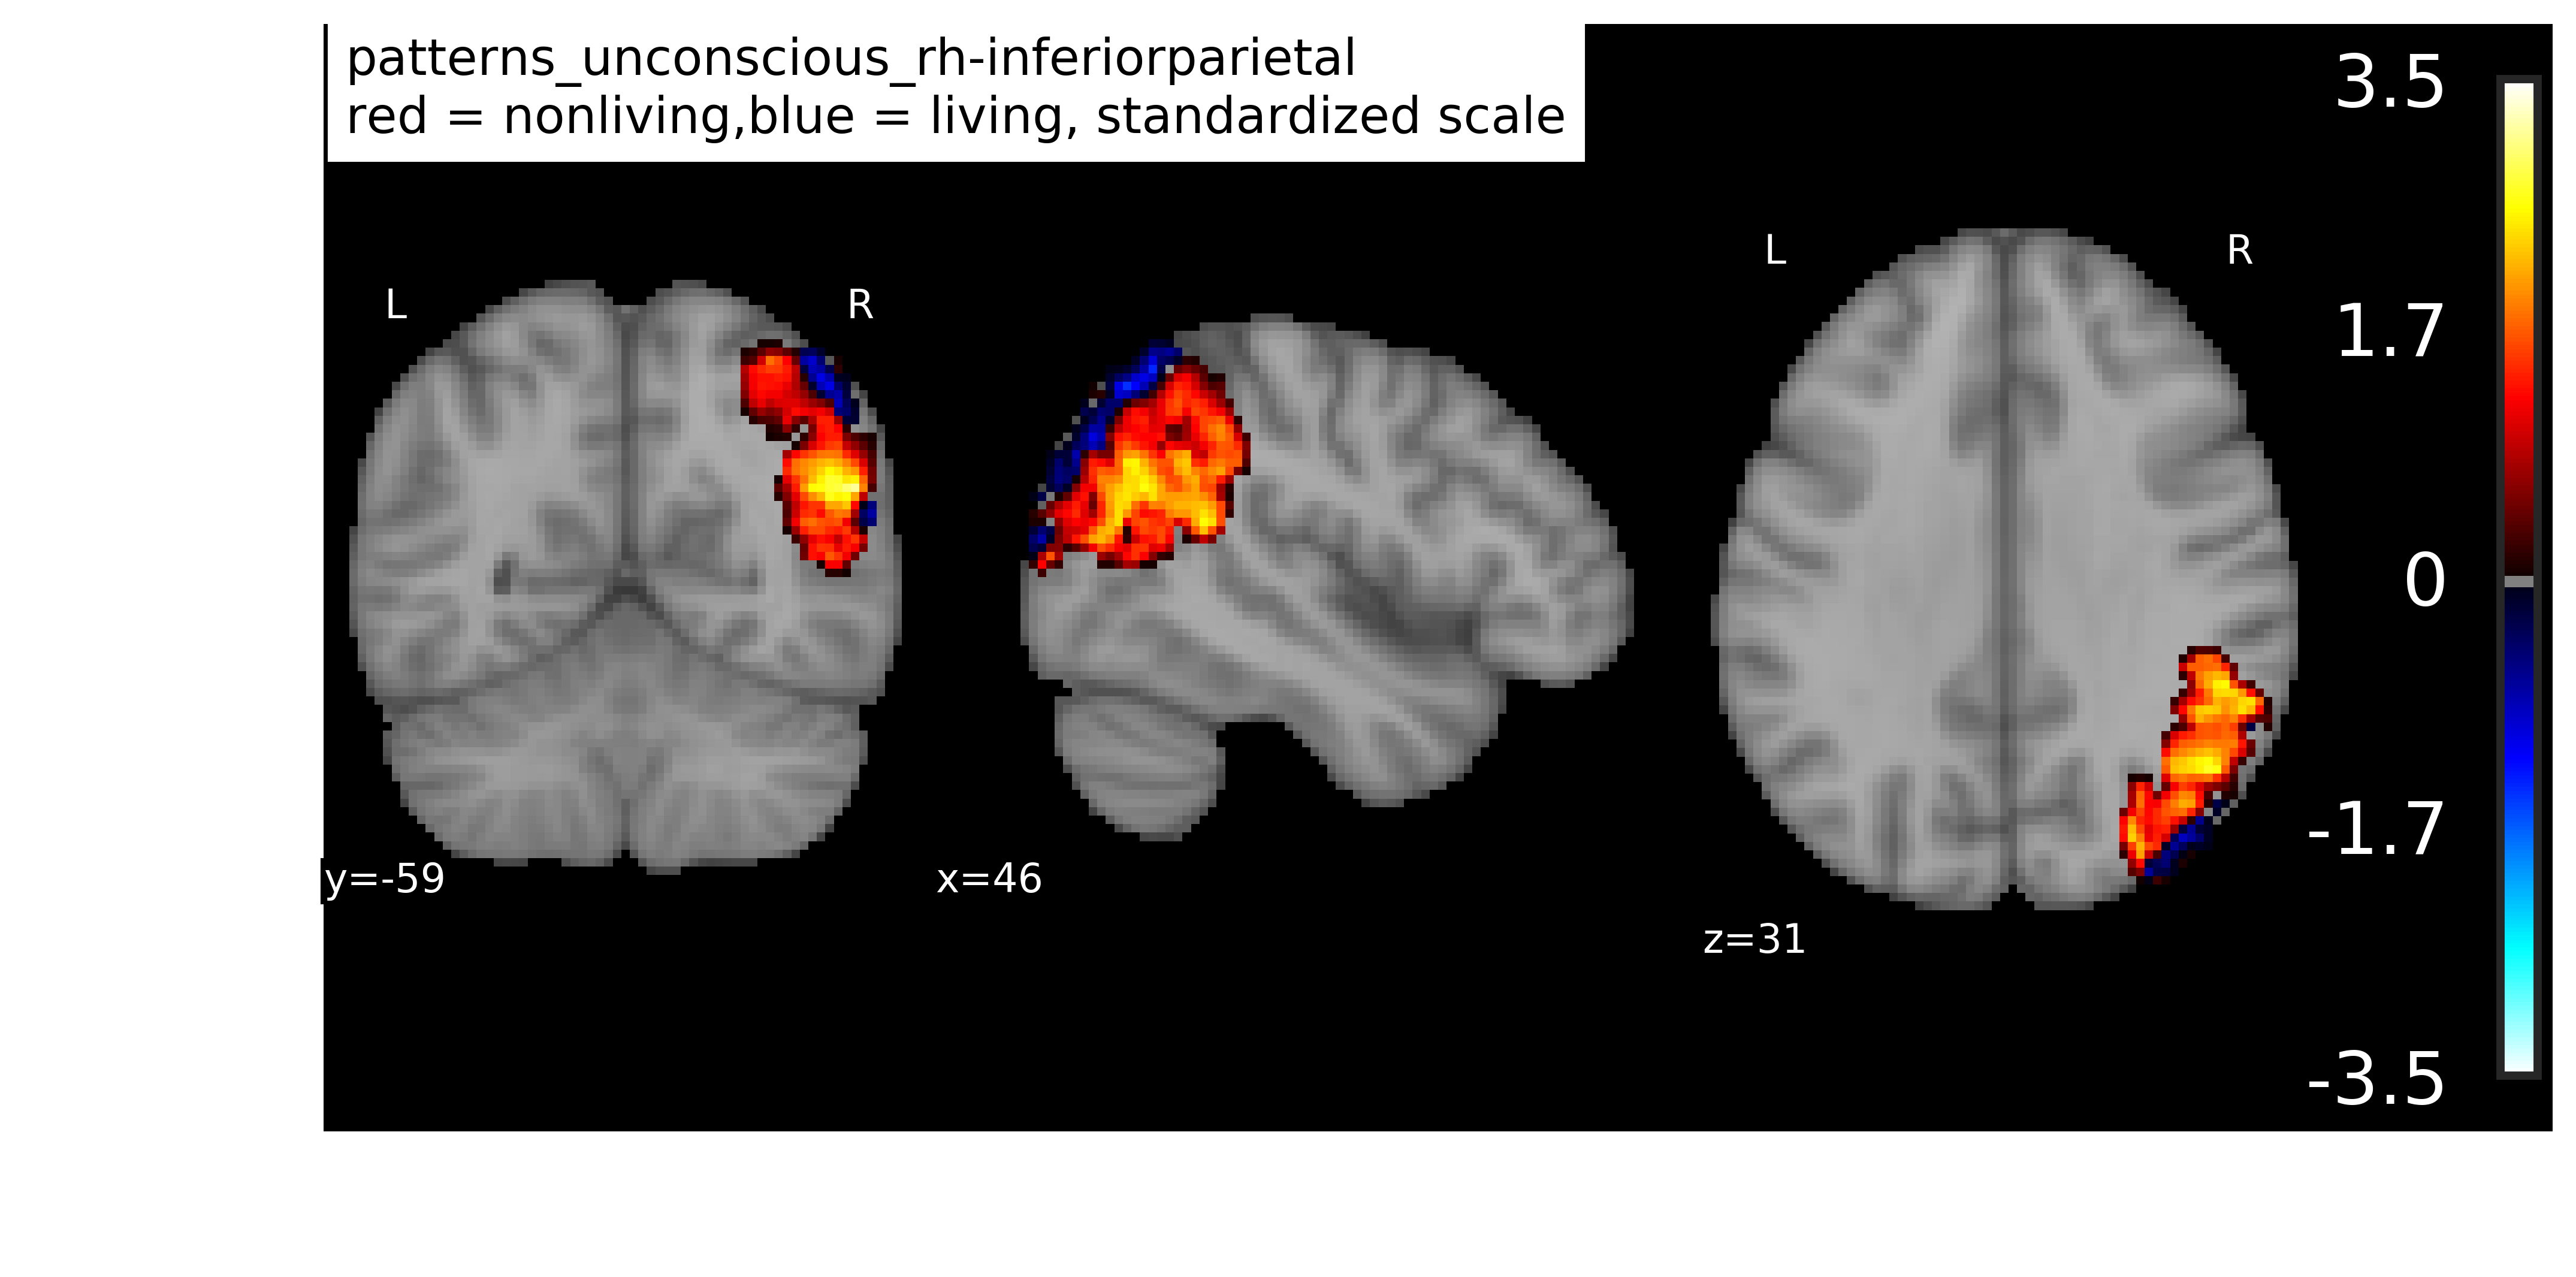 patterns_unconscious_rh-inferiorparietal
red = nonliving,blue = living, standardized scale
L
R
L
R
y=-59
x=46
z=31
3.5
1.7
0
-1.7
-3.5